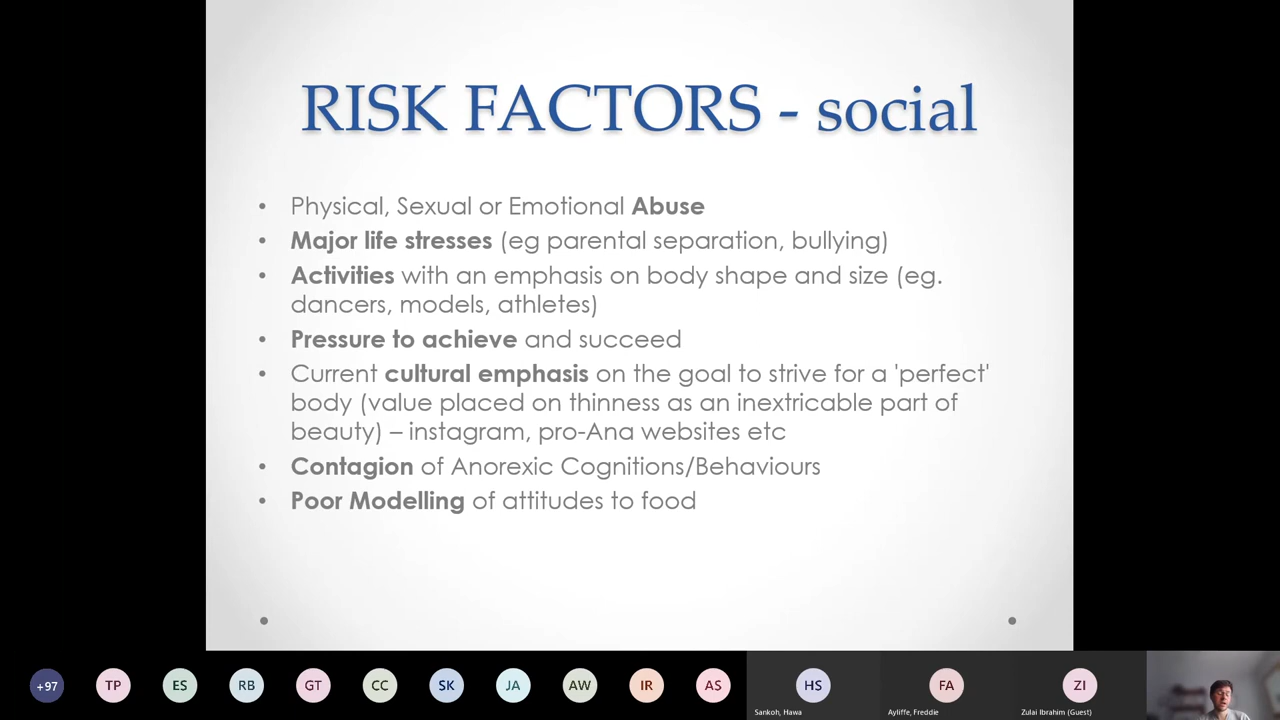 RISK FACTORS - social
• Physical, Sexual or Emotional Abuse
• Major life stresses (eg parental separation, bullying)
• Activities with an emphasis on body shape and size (eg.
dancers, models, athletes)
• Pressure to achieve and succeed
• Current cultural emphasis on the goal to strive for a 'perfect'
body (value placed on thinness as an inextricable part of
beauty) – instagram, pro-Ana websites etc
• Contagion of Anorexic Cognitions/Behaviours
• Poor Modelling of attitudes to food
+97 TP ES RB GT CC SK JA AW IR AS HS FA ZI
Sankoh, Hawa Ayliffe, Freddie Zulai Ibrahim (Guest)